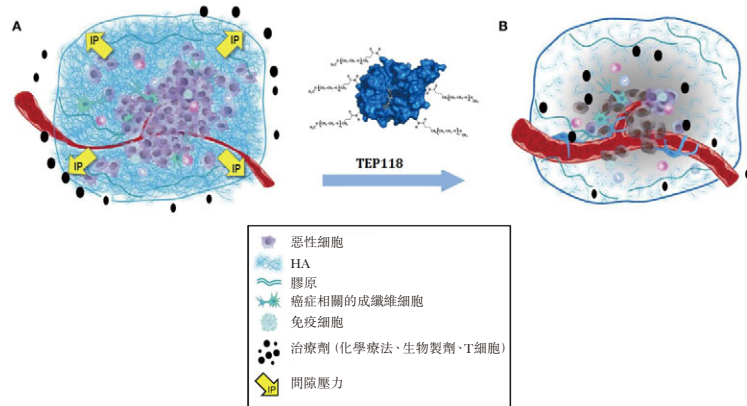 A
B
IP
IP
IP
IP
TEP118
惡性細胞
HA
膠原
癌症相關的成纖維細胞
免疫細胞
治療劑(化學療法、生物製劑、T細胞)
IP
間隙壓力